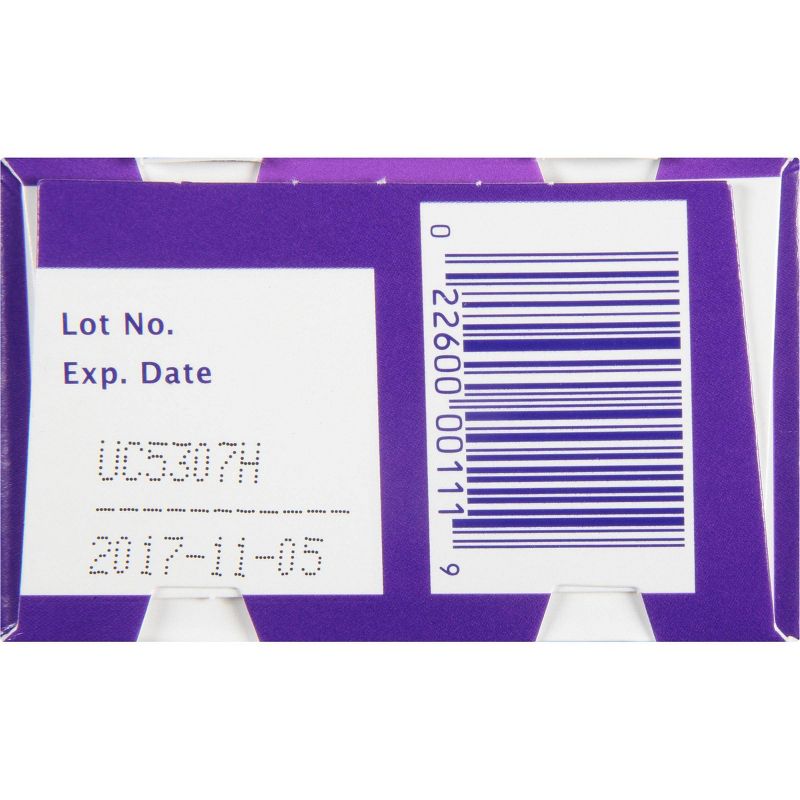 Lot No.
Exp. Date
UC5307H
2017-11-05
0 22600 00111 9